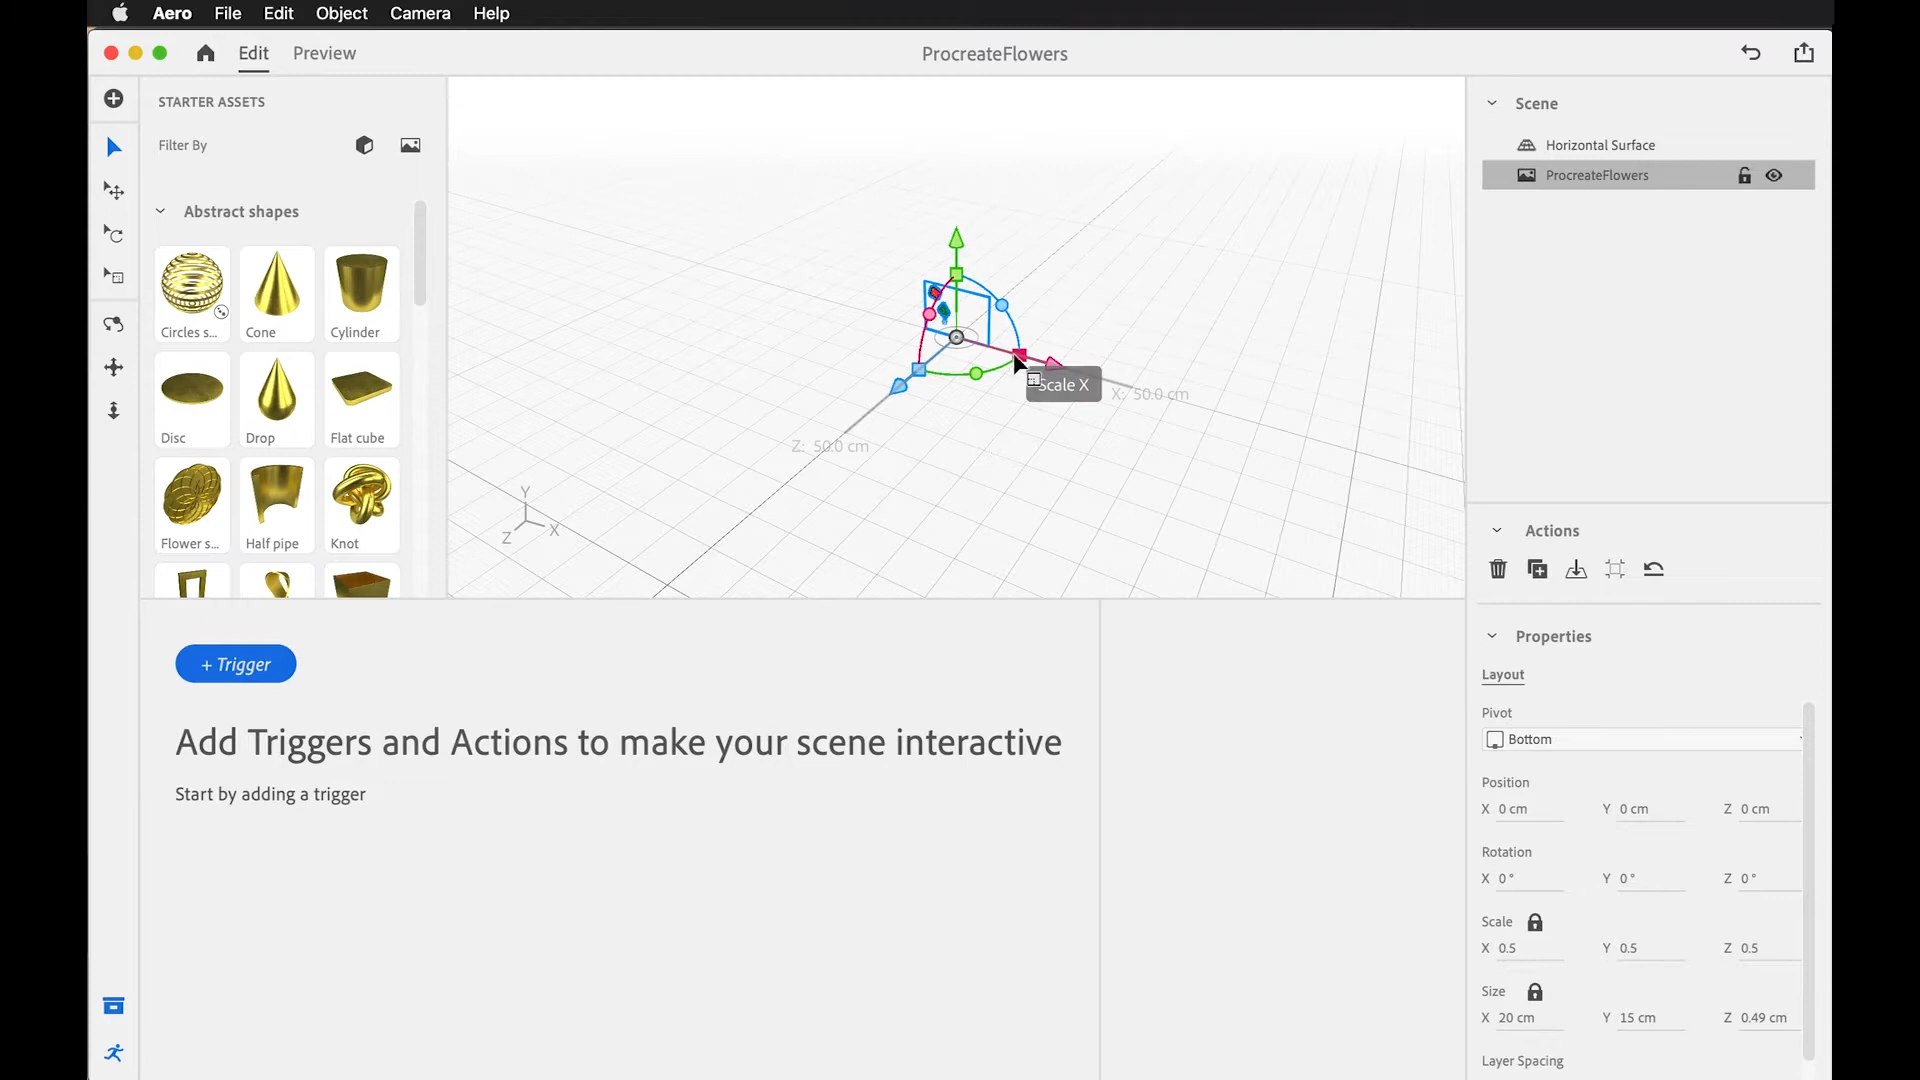 Aero File Edit Object Camera Help
Edit Preview ProcreateFlowers
STARTER ASSETS
Filter By
Abstract shapes
Circles s... Cone Cylinder
Disc Drop Flat cube
Flower s... Half pipe Knot
Scale X
X: 50.0 cm
Z: 50.0 cm
Y
Z X
+ Trigger
Add Triggers and Actions to make your scene interactive
Start by adding a trigger
Scene
Horizontal Surface
ProcreateFlowers
Actions
Properties
Layout
Pivot
Bottom
Position
X 0 cm Y 0 cm Z 0 cm
Rotation
X 0° Y 0° Z 0°
Scale
X 0.5 Y 0.5 Z 0.5
Size
X 20 cm Y 15 cm Z 0.49 cm
Layer Spacing